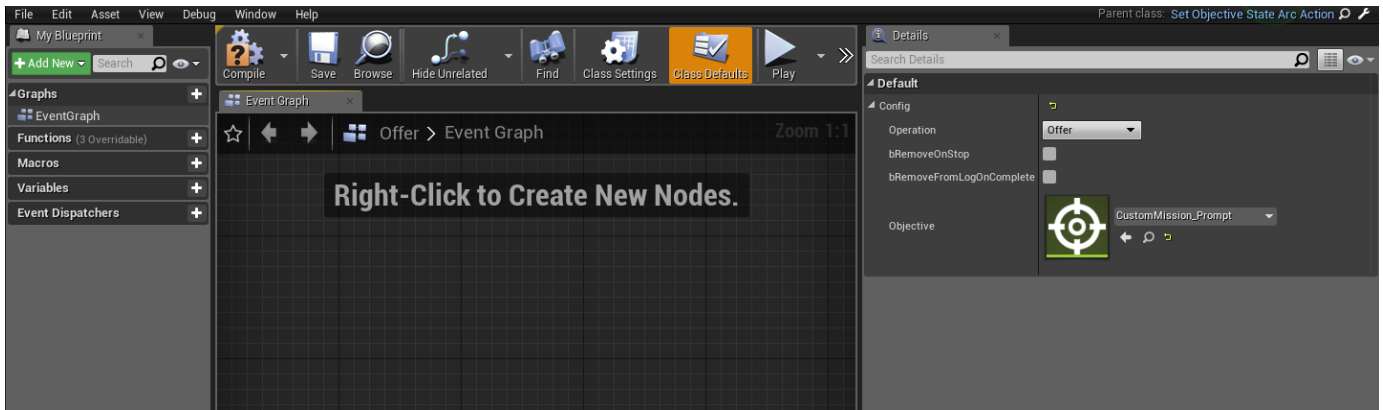 File Edit Asset View Debug Window Help
Parent class: Set Objective State Arc Action
My Blueprint
Add New Search
Graphs
EventGraph
Functions (3 Overridable)
Macros
Variables
Event Dispatchers
Compile Save Browse Hide Unrelated Find Class Settings Class Defaults Play
Event Graph
Offer > Event Graph Zoom 1:1
Right-Click to Create New Nodes.
Details
Search Details
Default
Config
Operation Offer
bRemoveOnStop
bRemoveFromLogOnComplete
Objective CustomMission_Prompt